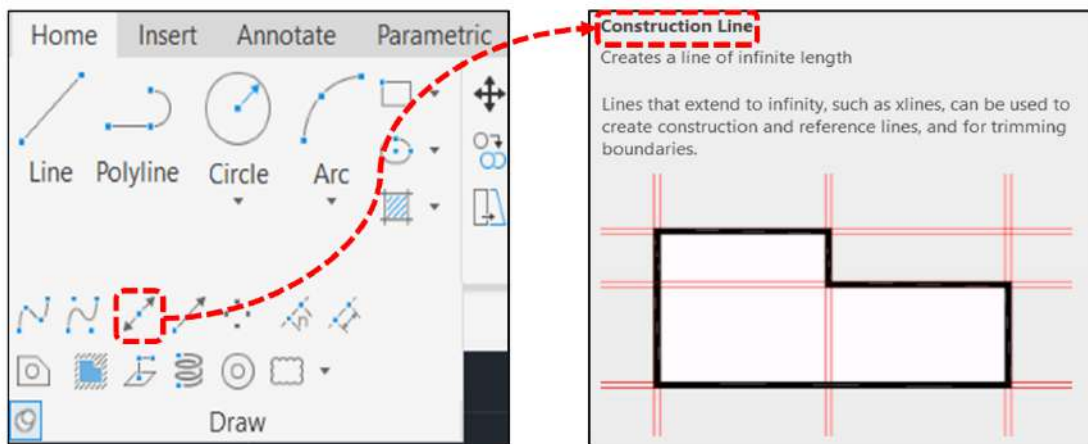 Home Insert Annotate Parametric
Line Polyline Circle Arc
Draw
Construction Line
Creates a line of infinite length
Lines that extend to infinity, such as xlines, can be used to
create construction and reference lines, and for trimming
boundaries.